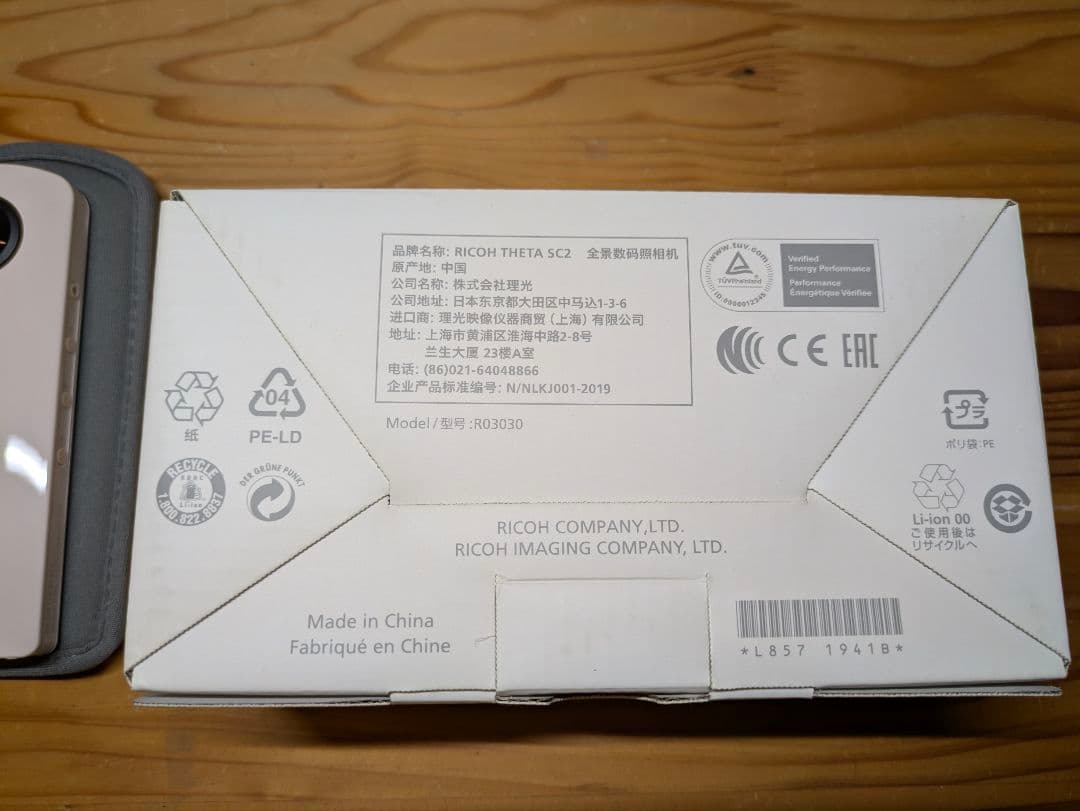 品牌名称: RICOH THETA SC2 全景数码照相机
原产地: 中国
公司名称: 株式会社理光
公司地址: 日本东京都大田区中马込1-3-6
进口商: 理光映像仪器商贸 (上海) 有限公司
地址: 上海市黄浦区淮海中路2-8号
兰生大厦 23楼A室
电话: (86)021-64048866
企业产品标准编号: N/NLKJ001-2019
Model / 型号 :R03030
www.tuv.com
TÜVRheinland
ID:0000012345
Verified
Energy Performance
Performance
Énergétique Vérifiée
CE EAC
纸
04
PE-LD
RECYCLE
RBRC
Li-ion
1.800.822.8837
DER GRÜNE PUNKT
プラ
ポリ袋:PE
Li-ion 00
ご使用後は
リサイクルへ
RICOH COMPANY,LTD.
RICOH IMAGING COMPANY, LTD.
Made in China
Fabriqué en Chine
*L857 1941B*